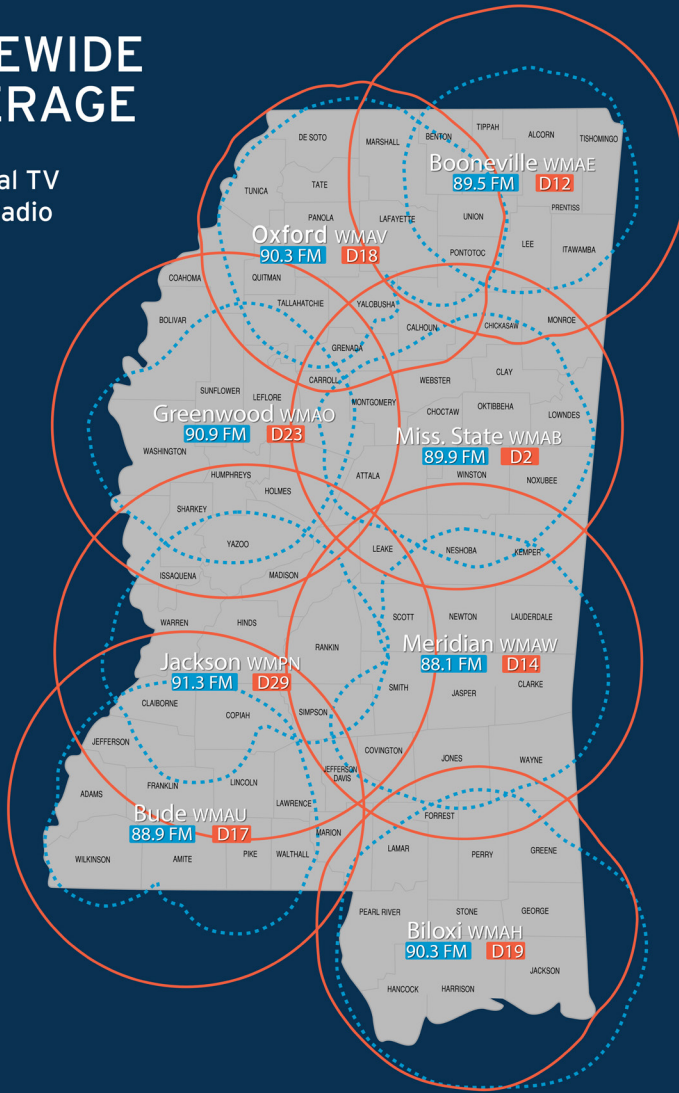 EWIDE
ERAGE
al TV
adio
DE SOTO
MARSHALL
BENTON
TIPPAH
ALCORN
TISHOMINGO
Booneville WMAE
89.5 FM D12
TUNICA
TATE
PRENTISS
PANOLA
LAFAYETTE
UNION
Oxford WMAV
90.3 FM D18
LEE
ITAWAMBA
PONTOTOC
COAHOMA
QUITMAN
TALLAHATCHIE
YALOBUSHA
BOLIVAR
CALHOUN
CHICKASAW
MONROE
GRENADA
SUNFLOWER
LEFLORE
CARROLL
WEBSTER
CLAY
MONTGOMERY
CHOCTAW
OKTIBBEHA
LOWNDES
Greenwood WMAO
90.9 FM D23
Miss. State WMAB
89.9 FM D2
WASHINGTON
HUMPHREYS
HOLMES
ATTALA
WINSTON
NOXUBEE
SHARKEY
YAZOO
LEAKE
NESHOBA
KEMPER
ISSAQUENA
MADISON
WARREN
HINDS
SCOTT
NEWTON
LAUDERDALE
RANKIN
Meridian WMAW
88.1 FM D14
Jackson WMPN
91.3 FM D29
SMITH
JASPER
CLARKE
CLAIBORNE
COPIAH
SIMPSON
JEFFERSON
COVINGTON
JONES
WAYNE
JEFFERSON
DAVIS
ADAMS
FRANKLIN
LINCOLN
LAWRENCE
Bude WMAU
88.9 FM D17
MARION
FORREST
LAMAR
PERRY
GREENE
WILKINSON
AMITE
PIKE
WALTHALL
PEARL RIVER
STONE
GEORGE
Biloxi WMAH
90.3 FM D19
JACKSON
HANCOCK
HARRISON